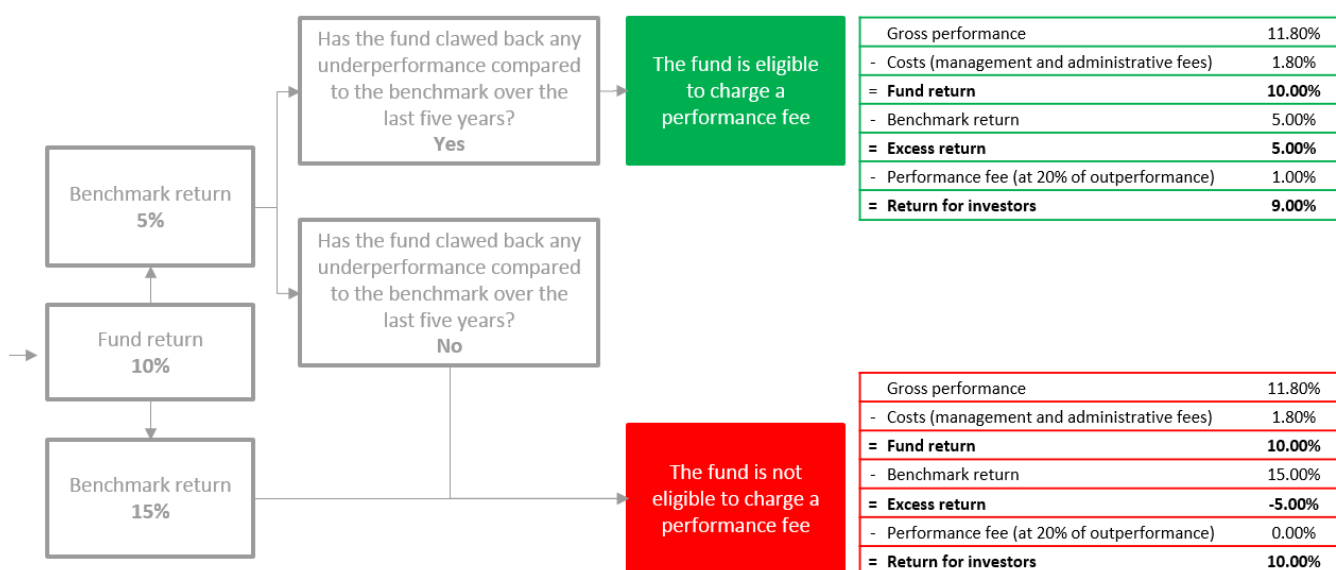 Has the fund clawed back any
underperformance compared
to the benchmark over the
last five years?
Yes
The fund is eligible
to charge a
performance fee
Gross performance 11.80%
- Costs (management and administrative fees) 1.80%
= Fund return 10.00%
- Benchmark return 5.00%
= Excess return 5.00%
- Performance fee (at 20% of outperformance) 1.00%
= Return for investors 9.00%
Benchmark return
5%
Has the fund clawed back any
underperformance compared
to the benchmark over the
last five years?
No
Fund return
10%
Benchmark return
15%
The fund is not
eligible to charge a
performance fee
Gross performance 11.80%
- Costs (management and administrative fees) 1.80%
= Fund return 10.00%
- Benchmark return 15.00%
= Excess return -5.00%
- Performance fee (at 20% of outperformance) 0.00%
= Return for investors 10.00%